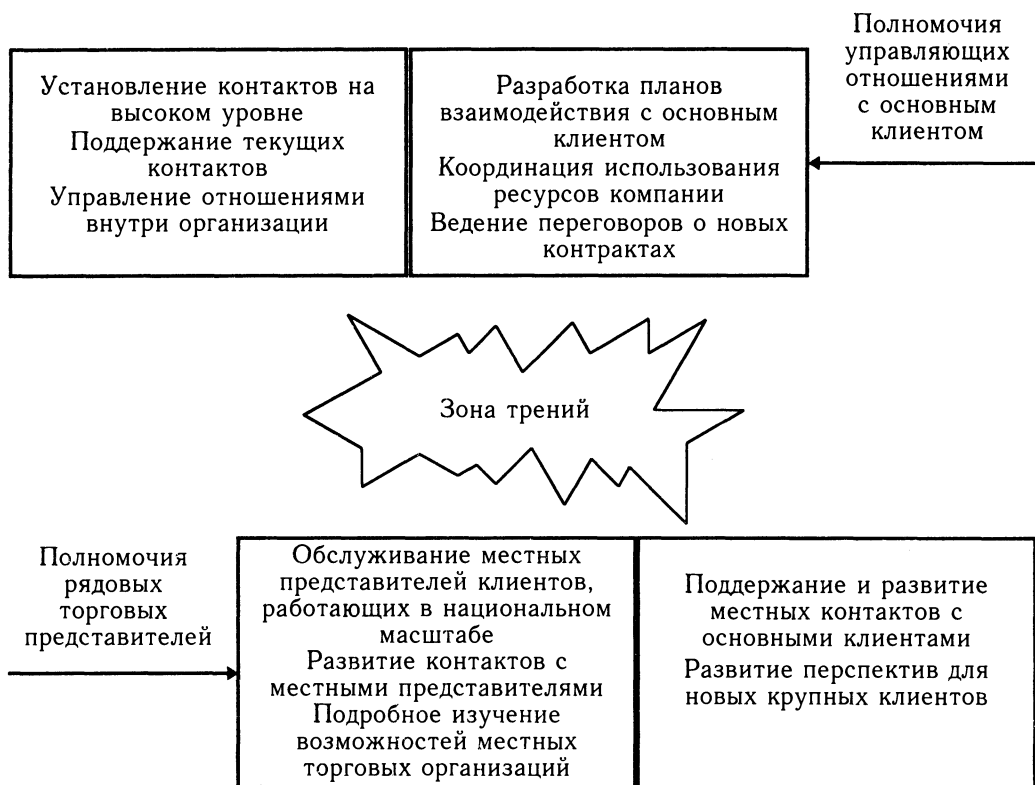 Полномочия
управляющих
отношениями
с основным
клиентом
Установление контактов на
высоком уровне
Поддержание текущих
контактов
Управление отношениями
внутри организации
Разработка планов
взаимодействия с основным
клиентом
Координация использования
ресурсов компании
Ведение переговоров о новых
контрактах
Зона трений
Полномочия
рядовых
торговых
представителей
Обслуживание местных
представителей клиентов,
работающих в национальном
масштабе
Развитие контактов с
местными представителями
Подробное изучение
возможностей местных
торговых организаций
Поддержание и развитие
местных контактов с
основными клиентами
Развитие перспектив для
новых крупных клиентов